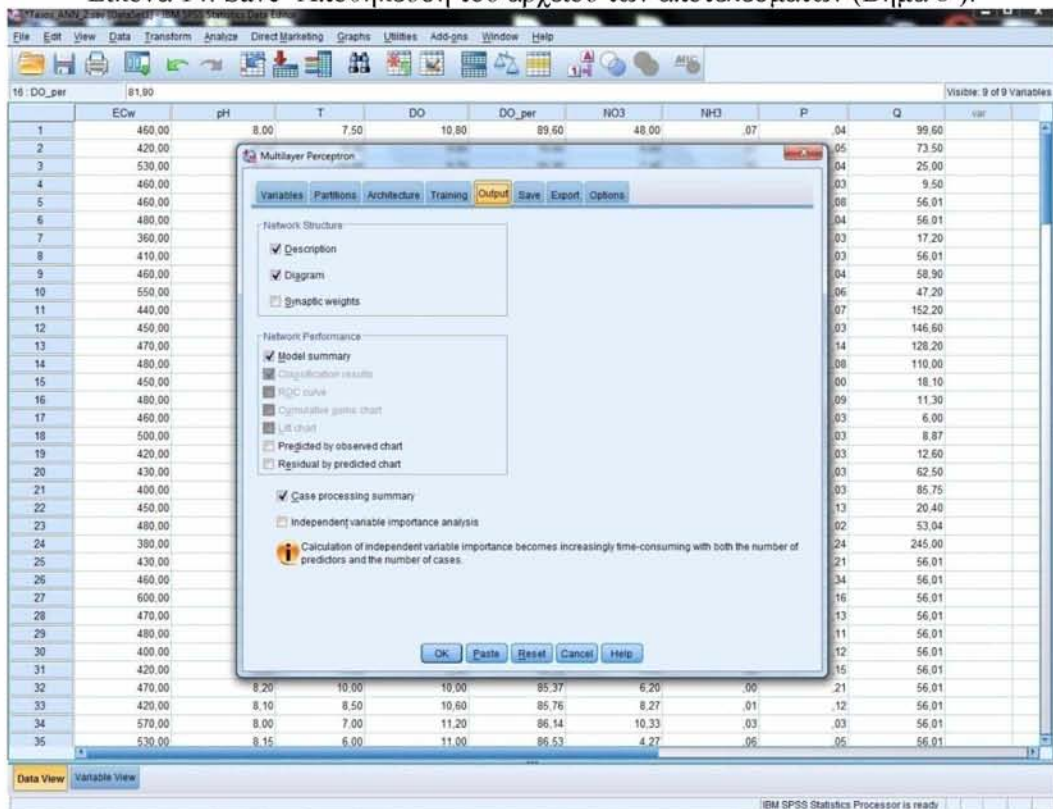 Εικόνα 14: Save- Αποθήκευση του αρχείου των αποτελεσμάτων (Βήμα 6ο).
*Taxos_ANN_2.sav [DataSet1] - IBM SPSS Statistics Data Editor
File Edit View Data Transform Analyze Direct Marketing Graphs Utilities Add-ons Window Help
16 : DO_per 81,90 Visible: 9 of 9 Variables
ECw pH T DO DO_per NO3 NH3 P Q var
1 460,00 8,00 7,50 10,80 89,60 48,00 ,07 ,04 99,60
2 420,00 ,05 73,50
3 530,00 ,04 25,00
4 460,00 ,03 9,50
5 460,00 ,08 56,01
6 480,00 ,04 56,01
7 360,00 ,03 17,20
8 410,00 ,03 56,01
9 460,00 ,04 58,90
10 550,00 ,06 47,20
11 440,00 ,07 152,20
12 450,00 ,03 146,60
13 470,00 ,14 128,20
14 480,00 ,08 110,00
15 450,00 ,00 18,10
16 480,00 ,09 11,30
17 460,00 ,03 6,00
18 500,00 ,03 8,87
19 420,00 ,03 12,60
20 430,00 ,03 62,50
21 400,00 ,03 85,75
22 450,00 ,13 20,40
23 480,00 ,02 53,04
24 380,00 ,24 245,00
25 430,00 ,21 56,01
26 460,00 ,34 56,01
27 600,00 ,16 56,01
28 470,00 ,13 56,01
29 480,00 ,11 56,01
30 400,00 ,12 56,01
31 420,00 ,15 56,01
32 470,00 8,20 10,00 10,00 85,37 6,20 ,00 ,21 56,01
33 420,00 8,10 8,50 10,60 85,76 8,27 ,01 ,12 56,01
34 570,00 8,00 7,00 11,20 86,14 10,33 ,03 ,03 56,01
35 530,00 8,15 6,00 11,00 86,53 4,27 ,06 ,05 56,01
Multilayer Perceptron
Variables Partitions Architecture Training Output Save Export Options
Network Structure
Description
Diagram
Synaptic weights
Network Performance
Model summary
Classification results
ROC curve
Cumulative gains chart
Lift chart
Predicted by observed chart
Residual by predicted chart
Case processing summary
Independent variable importance analysis
Calculation of independent variable importance becomes increasingly time-consuming with both the number of
predictors and the number of cases.
OK Paste Reset Cancel Help
Data View Variable View
IBM SPSS Statistics Processor is ready